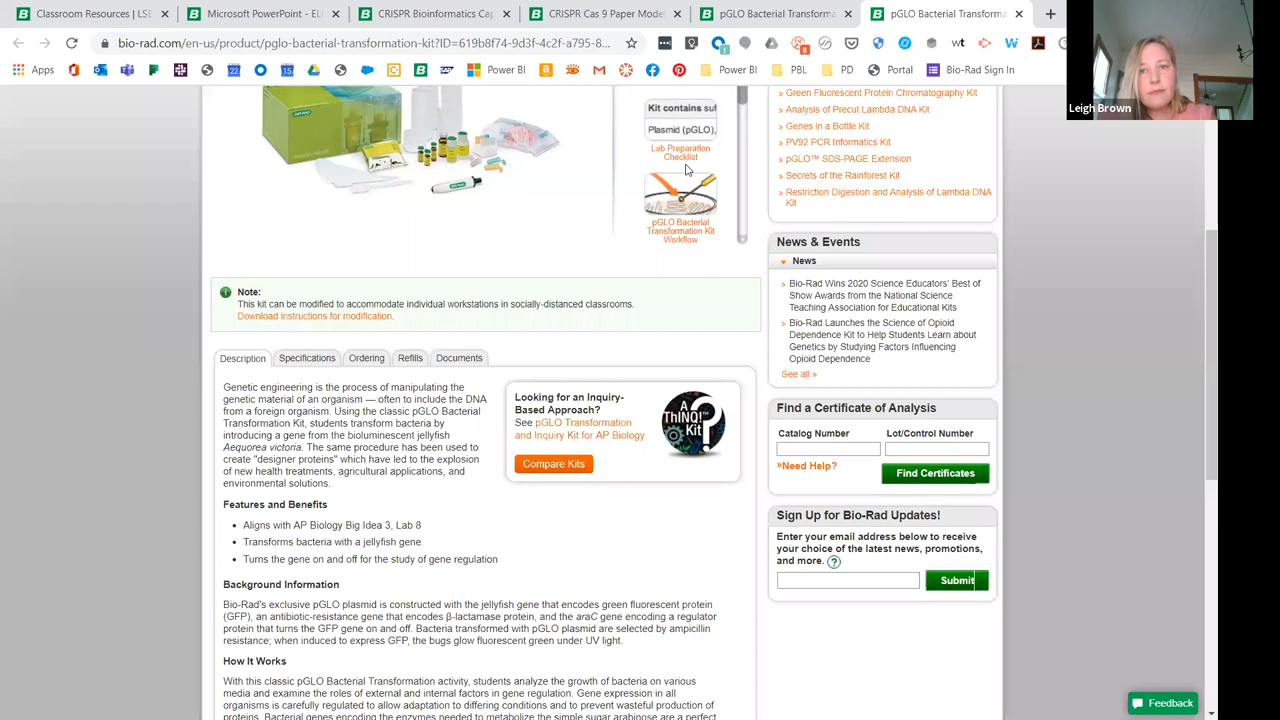 Classroom Resources | LSE
Microsoft PowerPoint - ELI
CRISPR Bioinformatics Cap
CRISPR Cas 9 Paper Model
pGLO Bacterial Transforma
pGLO Bacterial Transforma
bio-rad.com/en-us/product/pglo-bacterial-transformation-kit?ID=619b8f74-9d3f-4c2f-a795-8...
Apps
Power BI
Power BI
PBL
PD
Portal
Bio-Rad Sign In
Leigh Brown
Kit contains suf
Plasmid (pGLO),
Lab Preparation
Checklist
pGLO Bacterial
Transformation Kit
Workflow
Note:
This kit can be modified to accommodate individual workstations in socially-distanced classrooms.
Download instructions for modification.
Description
Specifications
Ordering
Refills
Documents
Genetic engineering is the process of manipulating the
genetic material of an organism — often to include the DNA
from a foreign organism. Using the classic pGLO Bacterial
Transformation Kit, students transform bacteria by
introducing a gene from the bioluminescent jellyfish
Aequorea victoria. The same procedure has been used to
create "designer proteins" which have led to the explosion
of new health treatments, agricultural applications, and
environmental solutions.
Looking for an Inquiry-
Based Approach?
See pGLO Transformation
and Inquiry Kit for AP Biology
Compare Kits
A
ThINQ!™
Kit
Features and Benefits
Aligns with AP Biology Big Idea 3, Lab 8
Transforms bacteria with a jellyfish gene
Turns the gene on and off for the study of gene regulation
Background Information
Bio-Rad's exclusive pGLO plasmid is constructed with the jellyfish gene that encodes green fluorescent protein
(GFP), an antibiotic-resistance gene that encodes β-lactamase protein, and the araC gene encoding a regulator
protein that turns the GFP gene on and off. Bacteria transformed with pGLO plasmid are selected by ampicillin
resistance; when induced to express GFP, the bugs glow fluorescent green under UV light.
How It Works
With this classic pGLO Bacterial Transformation activity, students analyze the growth of bacteria on various
media and examine the roles of external and internal factors in gene regulation. Gene expression in all
organisms is carefully regulated to allow adaptation to differing conditions and to prevent wasteful production of
proteins. Bacterial genes encoding the enzymes needed to metabolize the simple sugar arabinose are a perfect
» Green Fluorescent Protein Chromatography Kit
» Analysis of Precut Lambda DNA Kit
» Genes in a Bottle Kit
» PV92 PCR Informatics Kit
» pGLO™ SDS-PAGE Extension
» Secrets of the Rainforest Kit
» Restriction Digestion and Analysis of Lambda DNA
Kit
News & Events
News
» Bio-Rad Wins 2020 Science Educators' Best of
Show Awards from the National Science
Teaching Association for Educational Kits
» Bio-Rad Launches the Science of Opioid
Dependence Kit to Help Students Learn about
Genetics by Studying Factors Influencing
Opioid Dependence
See all »
Find a Certificate of Analysis
Catalog Number
Lot/Control Number
»Need Help?
Find Certificates
Sign Up for Bio-Rad Updates!
Enter your email address below to receive
your choice of the latest news, promotions,
and more. ?
Submit
Feedback